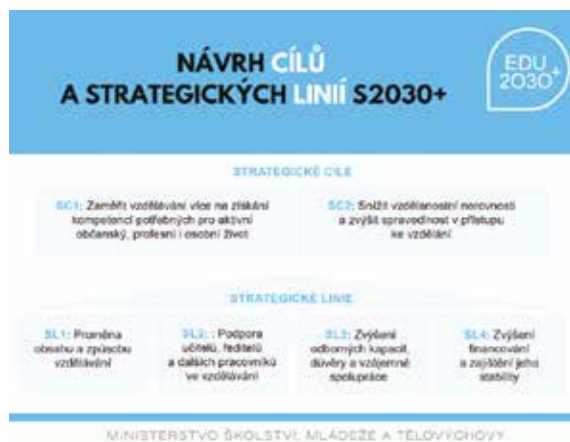 NÁVRH CÍLŮ
A STRATEGICKÝCH LINIÍ S2030+
EDU
2030+
STRATEGICKÉ CÍLE
SC1: Zaměřit vzdělávání více na získání
kompetencí potřebných pro aktivní
občanský, profesní i osobní život
SC2: Snížit vzdělanostní nerovnosti
a zvýšit spravedlnost v přístupu
ke vzdělání
STRATEGICKÉ LINIE
SL1: Proměna
obsahu a způsobu
vzdělávání
SL2: : Podpora
učitelů, ředitelů
a dalších pracovníků
ve vzdělávání
SL3: Zvýšení
odborných kapacit,
důvěry a vzájemné
spolupráce
SL4: Zvýšení
financování
a zajištění jeho
stability
MINISTERSTVO ŠKOLSTVÍ, MLÁDEŽE A TĚLOVÝCHOVY